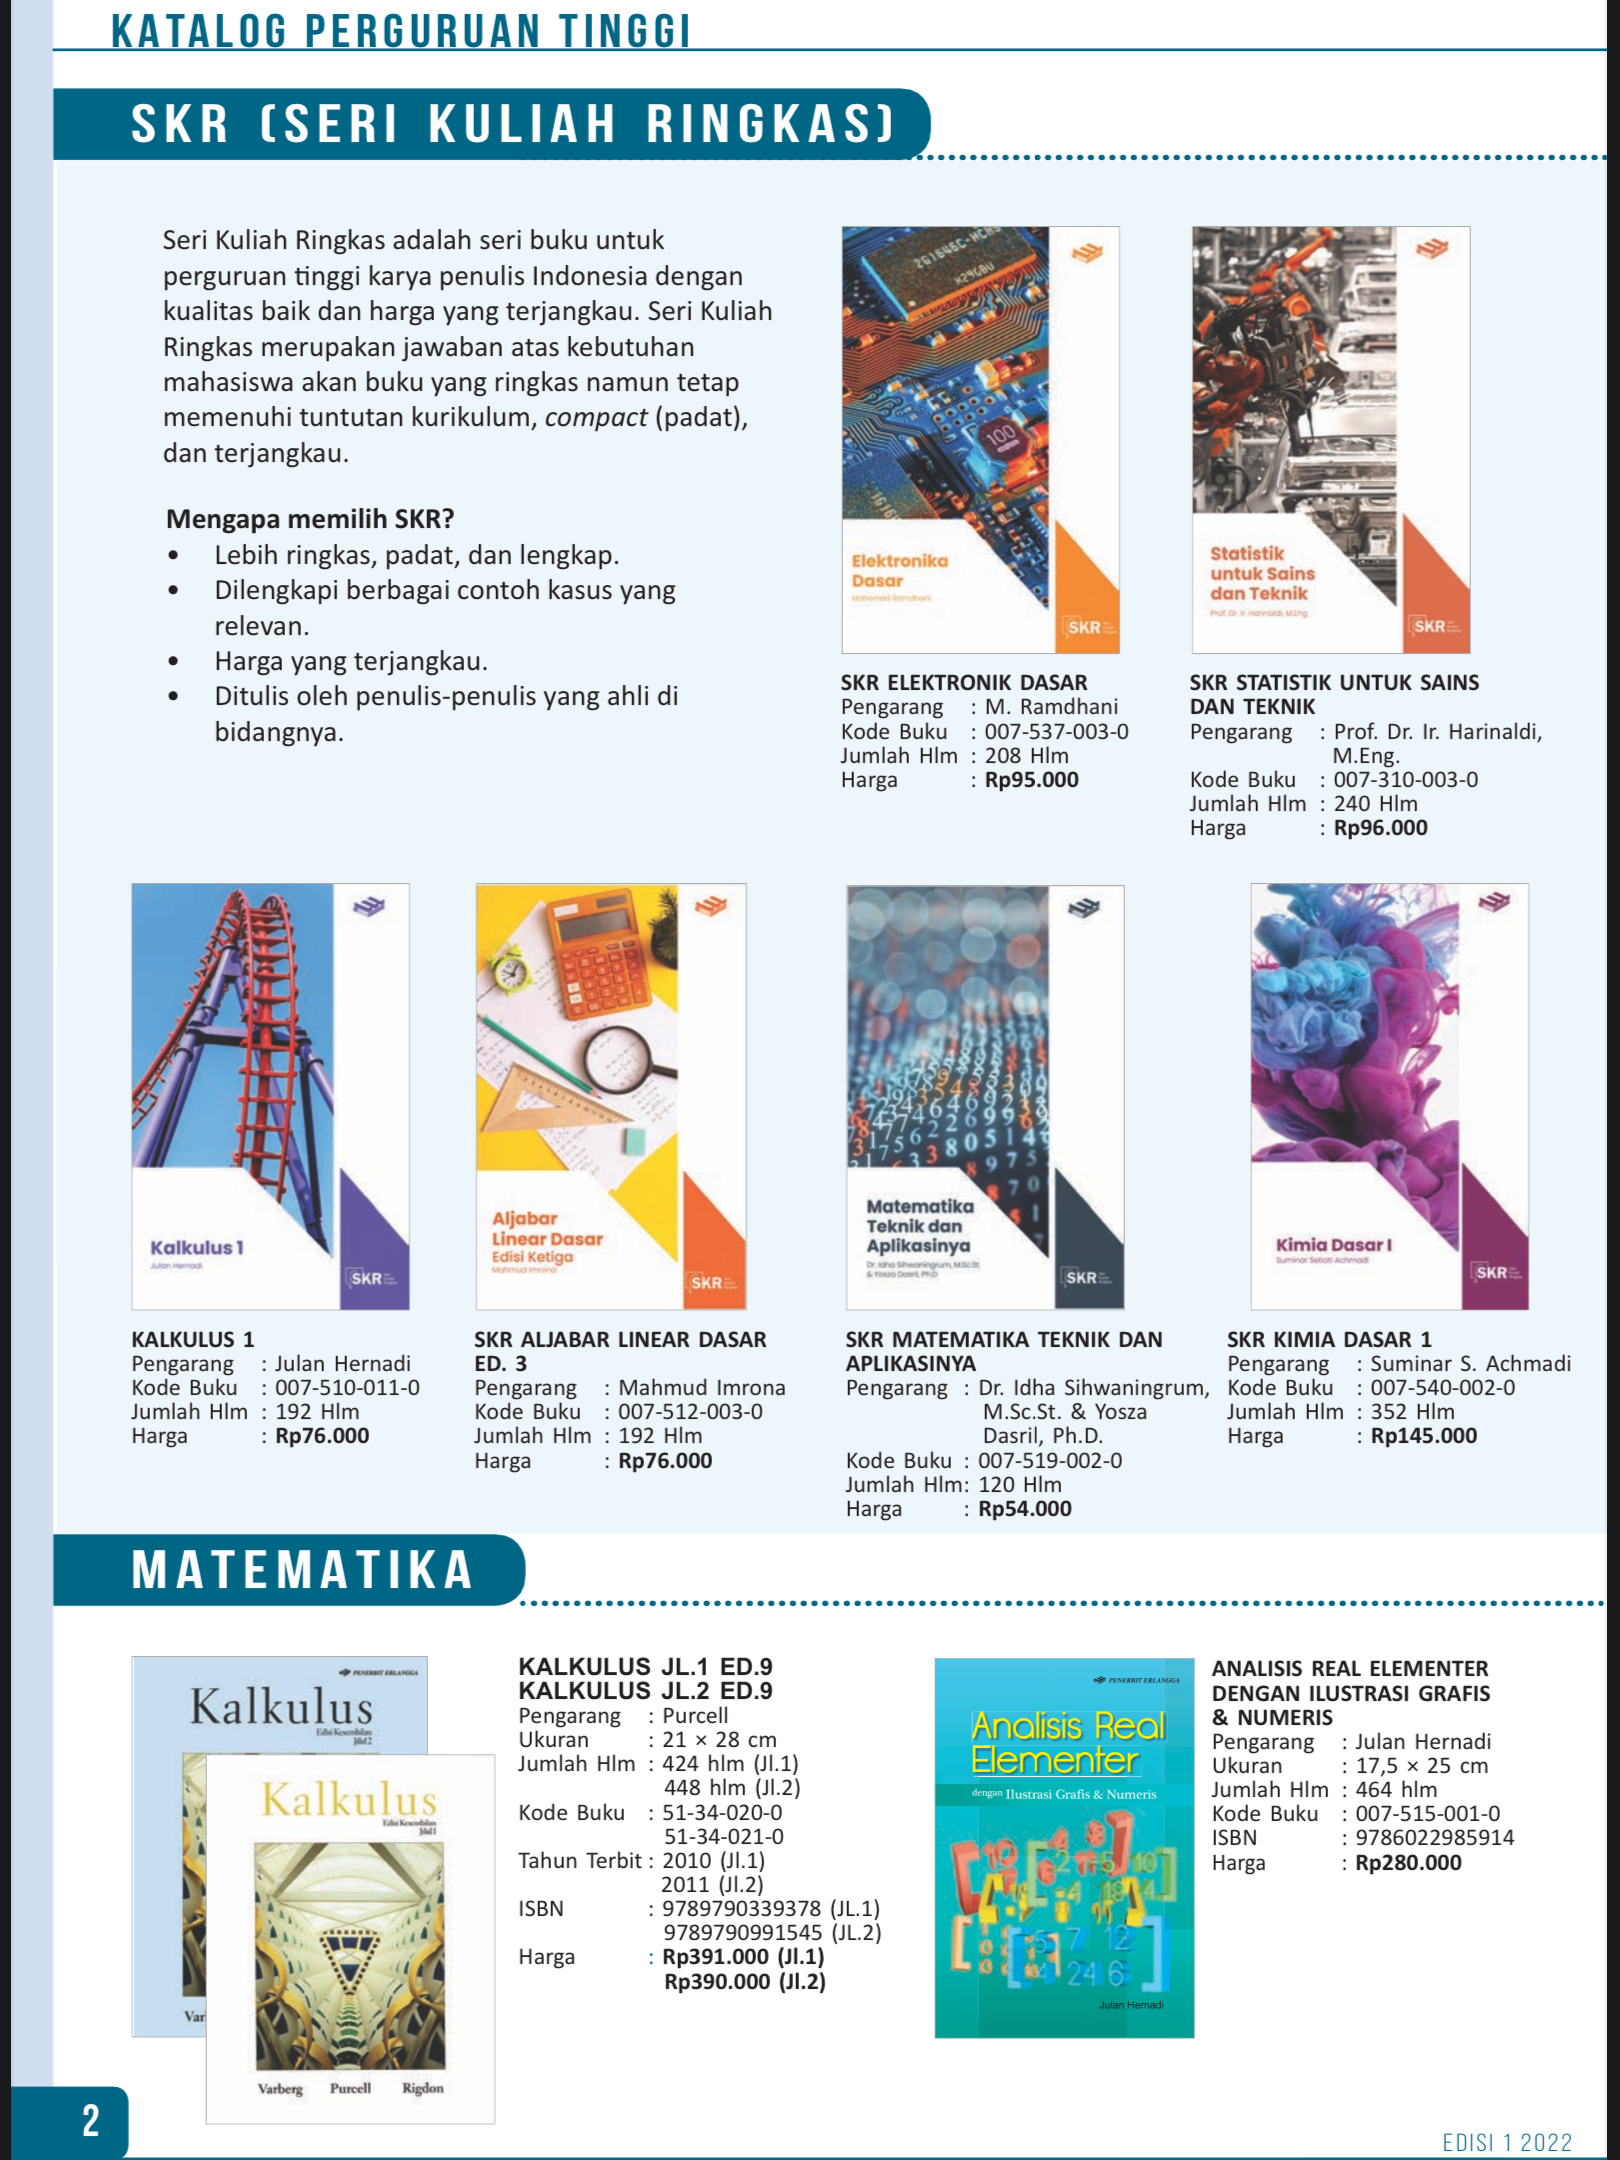 KATALOG PERGURUAN TINGGI
SKR (SERI KULIAH RINGKAS)
Seri Kuliah Ringkas adalah seri buku untuk
perguruan tinggi karya penulis Indonesia dengan
kualitas baik dan harga yang terjangkau. Seri Kuliah
Ringkas merupakan jawaban atas kebutuhan
mahasiswa akan buku yang ringkas namun tetap
memenuhi tuntutan kurikulum, compact (padat),
dan terjangkau.
Mengapa memilih SKR?
• Lebih ringkas, padat, dan lengkap.
• Dilengkapi berbagai contoh kasus yang
relevan.
• Harga yang terjangkau.
• Ditulis oleh penulis-penulis yang ahli di
bidangnya.
Elektronika
Dasar
Mohamad Ramdhani
SKR
SKR ELEKTRONIK DASAR
Pengarang : M. Ramdhani
Kode Buku : 007-537-003-0
Jumlah Hlm : 208 Hlm
Harga : Rp95.000
Statistik
untuk Sains
dan Teknik
Prof. Dr. Ir. Harinaldi, M.Eng
SKR
SKR STATISTIK UNTUK SAINS
DAN TEKNIK
Pengarang : Prof. Dr. Ir. Harinaldi,
M.Eng.
Kode Buku : 007-310-003-0
Jumlah Hlm : 240 Hlm
Harga : Rp96.000
Kalkulus 1
Julan Hernadi
SKR
KALKULUS 1
Pengarang : Julan Hernadi
Kode Buku : 007-510-011-0
Jumlah Hlm : 192 Hlm
Harga : Rp76.000
Aljabar
Linear Dasar
Edisi Ketiga
Mahmud Imrona
SKR
SKR ALJABAR LINEAR DASAR
ED. 3
Pengarang : Mahmud Imrona
Kode Buku : 007-512-003-0
Jumlah Hlm : 192 Hlm
Harga : Rp76.000
Matematika
Teknik dan
Aplikasinya
Dr. Idha Sihwaningrum, M.Sc.St.
& Yosza Dasril, Ph.D
SKR
SKR MATEMATIKA TEKNIK DAN
APLIKASINYA
Pengarang : Dr. Idha Sihwaningrum,
M.Sc.St. & Yosza
Dasril, Ph.D.
Kode Buku : 007-519-002-0
Jumlah Hlm: 120 Hlm
Harga : Rp54.000
Kimia Dasar I
Suminar Setiati Achmadi
SKR
SKR KIMIA DASAR 1
Pengarang : Suminar S. Achmadi
Kode Buku : 007-540-002-0
Jumlah Hlm : 352 Hlm
Harga : Rp145.000
MATEMATIKA
PENERBIT ERLANGGA
Kalkulus
Edisi Kesembilan
Jilid 2
Kalkulus
Edisi Kesembilan
Jilid 1
Varberg Purcell Rigdon
KALKULUS JL.1 ED.9
KALKULUS JL.2 ED.9
Pengarang : Purcell
Ukuran : 21 × 28 cm
Jumlah Hlm : 424 hlm (Jl.1)
448 hlm (Jl.2)
Kode Buku : 51-34-020-0
51-34-021-0
Tahun Terbit : 2010 (Jl.1)
2011 (Jl.2)
ISBN : 9789790339378 (JL.1)
9789790991545 (JL.2)
Harga : Rp391.000 (Jl.1)
Rp390.000 (Jl.2)
PENERBIT ERLANGGA
Analisis Real
Elementer
dengan Ilustrasi Grafis & Numeris
Julan Hernadi
ANALISIS REAL ELEMENTER
DENGAN ILUSTRASI GRAFIS
& NUMERIS
Pengarang : Julan Hernadi
Ukuran : 17,5 × 25 cm
Jumlah Hlm : 464 hlm
Kode Buku : 007-515-001-0
ISBN : 9786022985914
Harga : Rp280.000
2
EDISI 1 2022